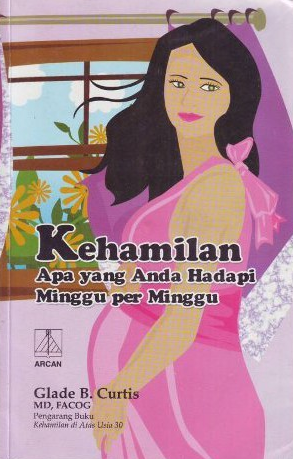 Kehamilan
Apa yang Anda Hadapi
Minggu per Minggu
ARCAN
Glade B. Curtis
MD, FACOG
Pengarang Buku
Kehamilan di Atas Usia 30